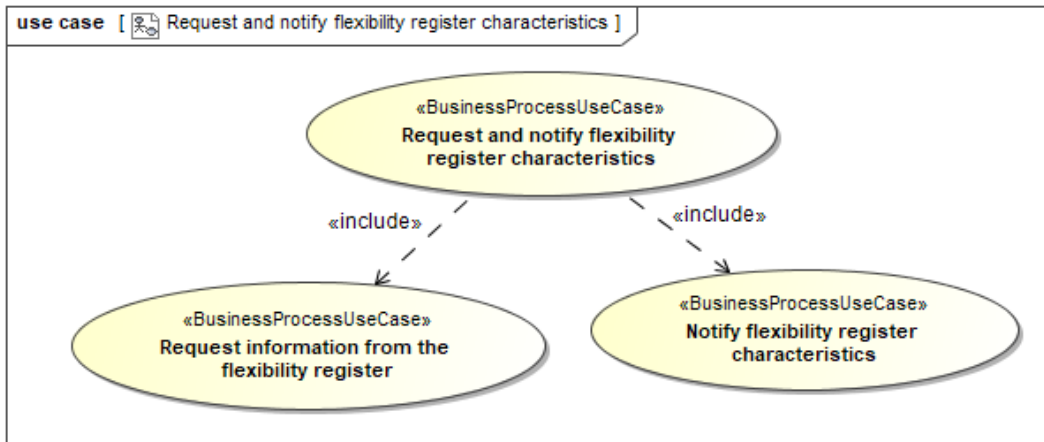 use case [ Request and notify flexibility register characteristics ]
«BusinessProcessUseCase»
Request and notify flexibility
register characteristics
«include»
«include»
«BusinessProcessUseCase»
Request information from the
flexibility register
«BusinessProcessUseCase»
Notify flexibility register
characteristics